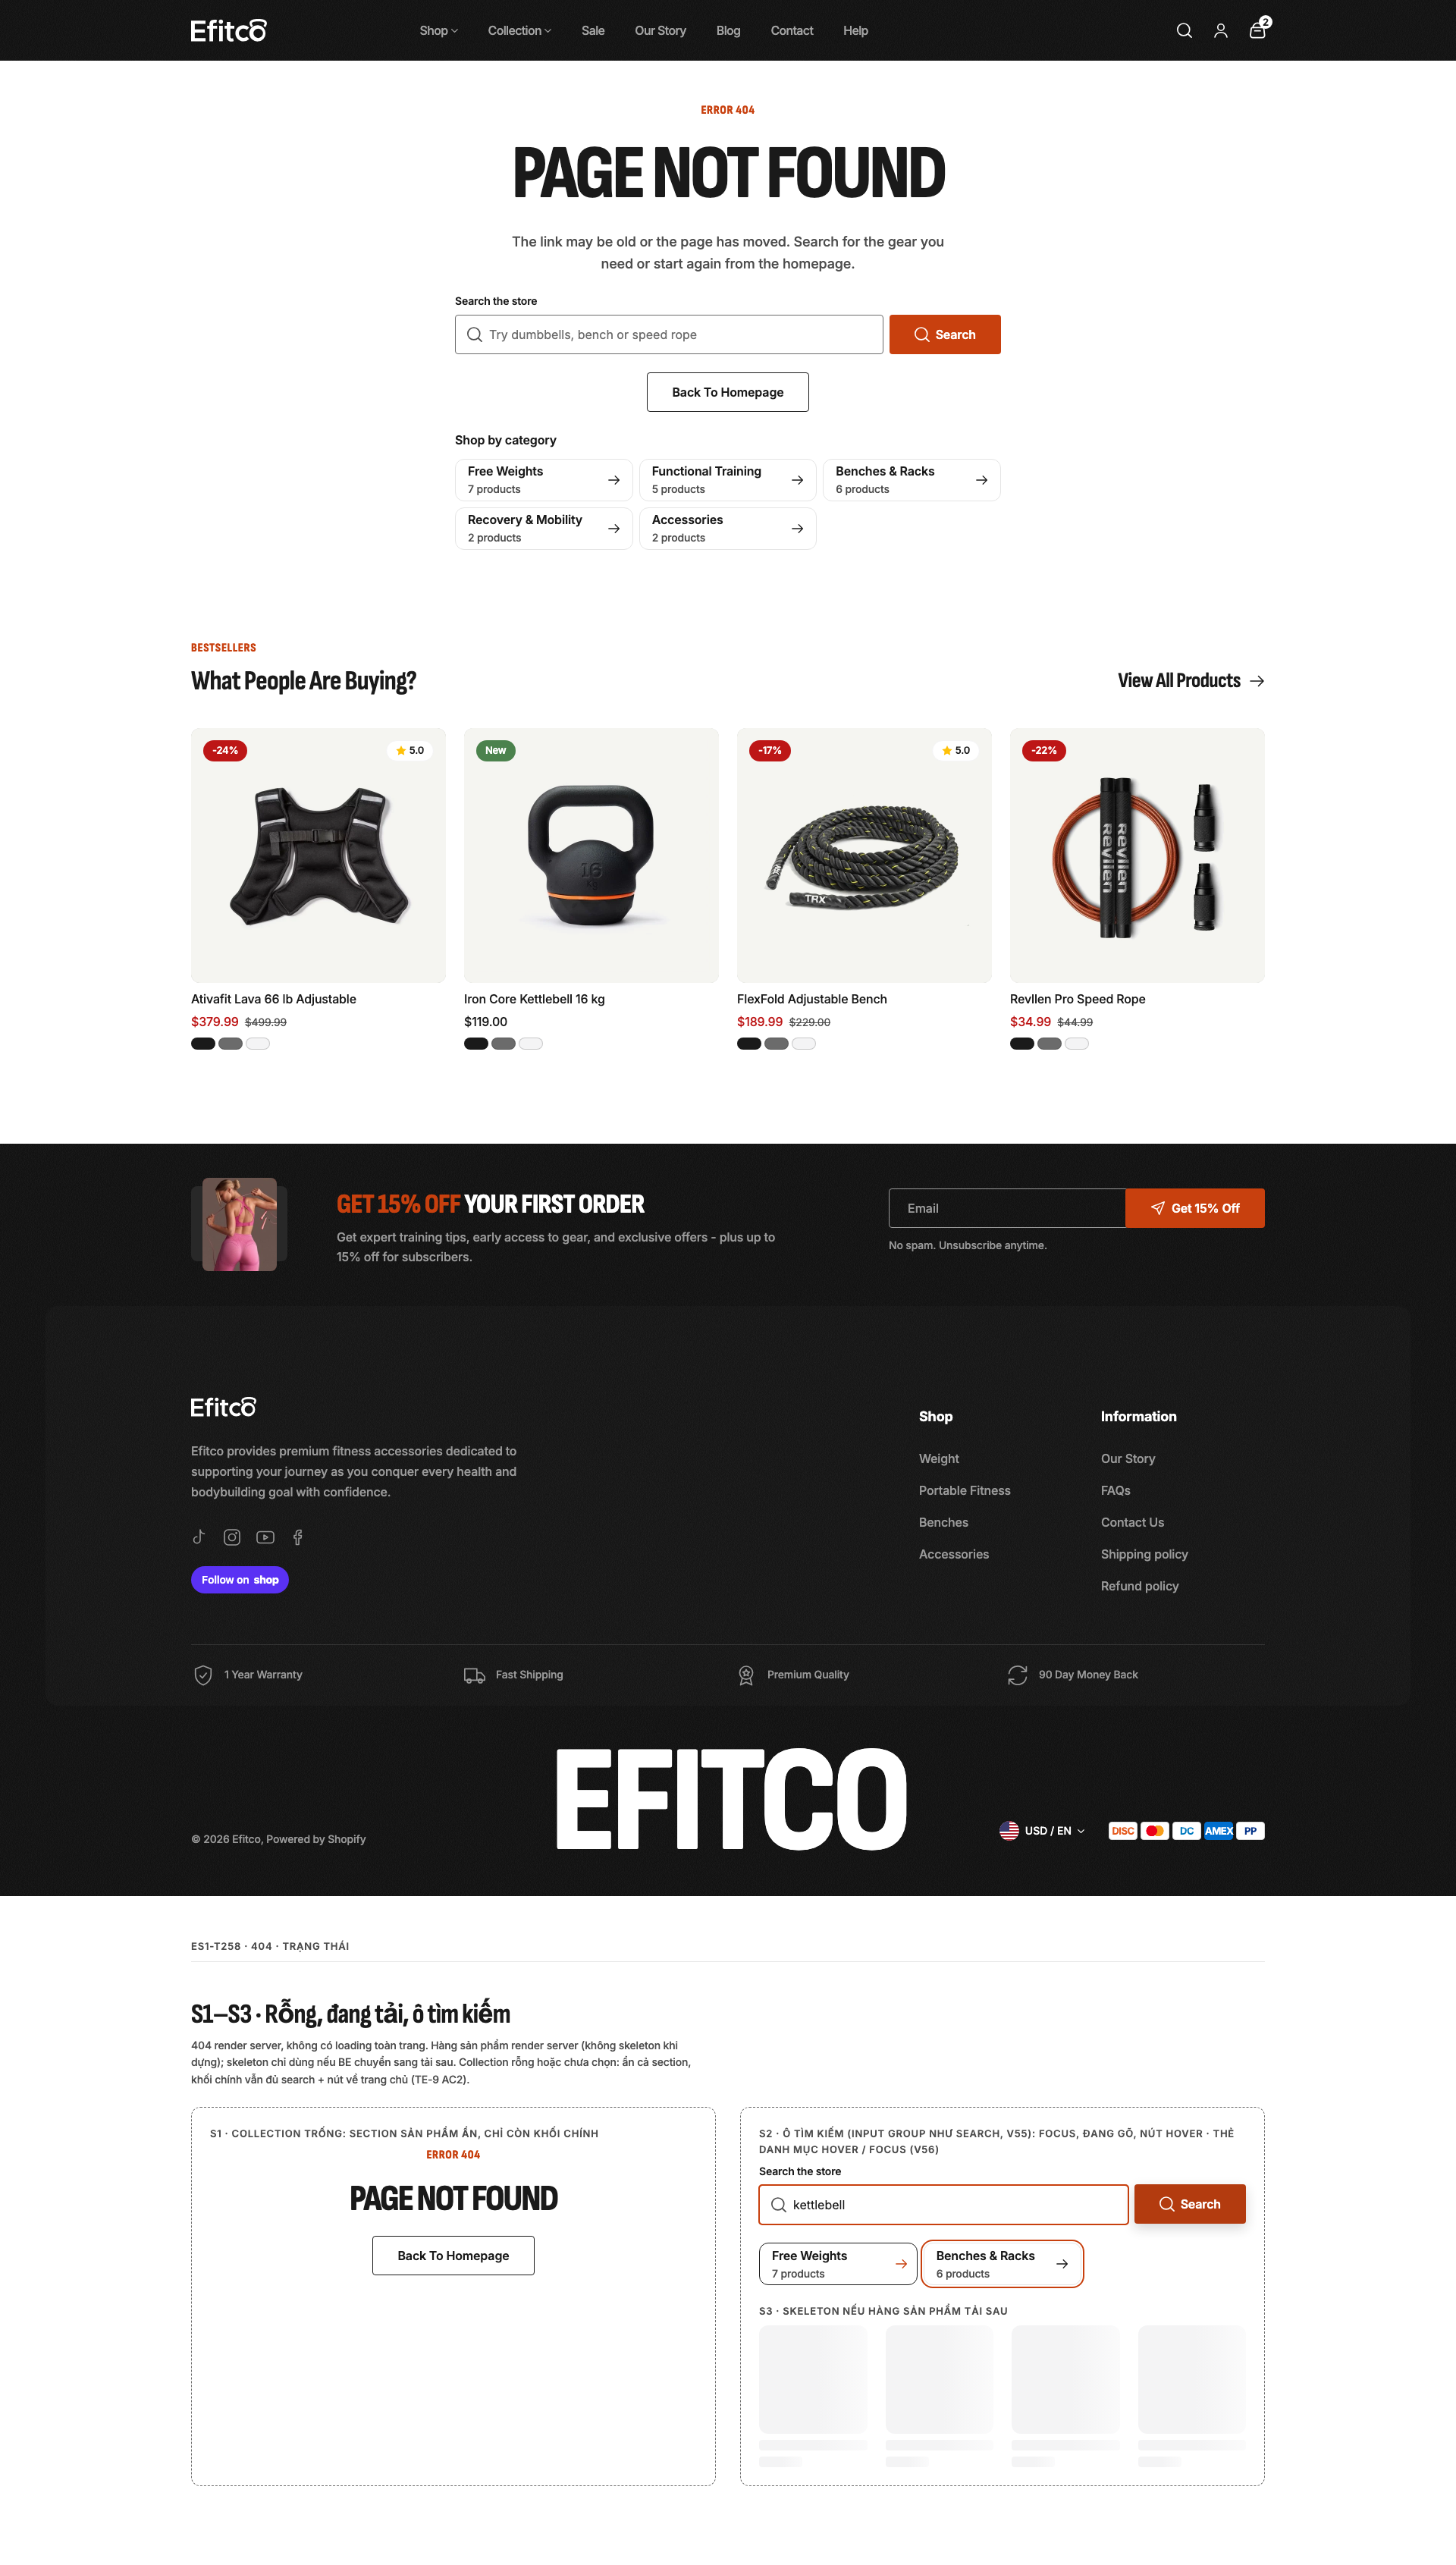 Efitco
Shop
Collection
Sale
Our Story
Blog
Contact
Help
2
ERROR 404
PAGE NOT FOUND
The link may be old or the page has moved. Search for the gear you
need or start again from the homepage.
Search the store
Try dumbbells, bench or speed rope
Search
Back To Homepage
Shop by category
Free Weights
7 products
Functional Training
5 products
Benches & Racks
6 products
Recovery & Mobility
2 products
Accessories
2 products
BESTSELLERS
What People Are Buying?
View All Products
-24%
5.0
New
16
-17%
5.0
TRX
-22%
Revllen
Revllen
Ativafit Lava 66 lb Adjustable
$379.99 $499.99
Iron Core Kettlebell 16 kg
$119.00
FlexFold Adjustable Bench
$189.99 $229.00
Revllen Pro Speed Rope
$34.99 $44.99
GET 15% OFF YOUR FIRST ORDER
Get expert training tips, early access to gear, and exclusive offers - plus up to
15% off for subscribers.
Email
Get 15% Off
No spam. Unsubscribe anytime.
Efitco
Efitco provides premium fitness accessories dedicated to
supporting your journey as you conquer every health and
bodybuilding goal with confidence.
Follow on shop
Shop
Weight
Portable Fitness
Benches
Accessories
Information
Our Story
FAQs
Contact Us
Shipping policy
Refund policy
1 Year Warranty
Fast Shipping
Premium Quality
90 Day Money Back
© 2026 Efitco, Powered by Shopify
EFITCO
USD / EN
DISC
DC
AMEX
PP
ES1-T258 · 404 · TRẠNG THÁI
S1–S3 · Rỗng, đang tải, ô tìm kiếm
404 render server, không có loading toàn trang. Hàng sản phẩm render server (không skeleton khi
dựng); skeleton chỉ dùng nếu BE chuyển sang tải sau. Collection rỗng hoặc chưa chọn: ẩn cả section,
khối chính vẫn đủ search + nút về trang chủ (TE-9 AC2).
S1 · COLLECTION TRỐNG: SECTION SẢN PHẨM ẨN, CHỈ CÒN KHỐI CHÍNH
ERROR 404
PAGE NOT FOUND
Back To Homepage
S2 · Ô TÌM KIẾM (INPUT GROUP NHƯ SEARCH, V55): FOCUS, ĐANG GÕ, NÚT HOVER · THẺ
DANH MỤC HOVER / FOCUS (V56)
Search the store
kettlebell
Search
Free Weights
7 products
Benches & Racks
6 products
S3 · SKELETON NẾU HÀNG SẢN PHẨM TẢI SAU